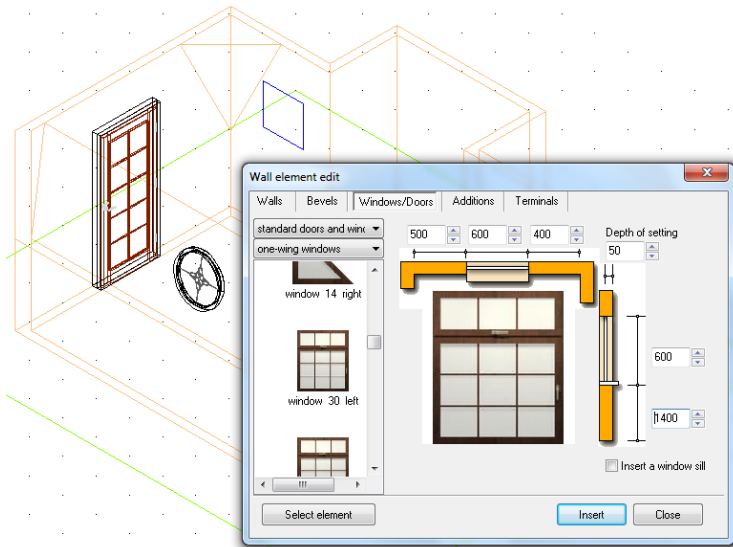 Wall element edit
Walls Bevels Windows/Doors Additions Terminals
standard doors and winc
one-wing windows
500 600 400 Depth of setting
50
window 14 right
window 30 left
600
1400
Insert a window sill
Select element Insert Close